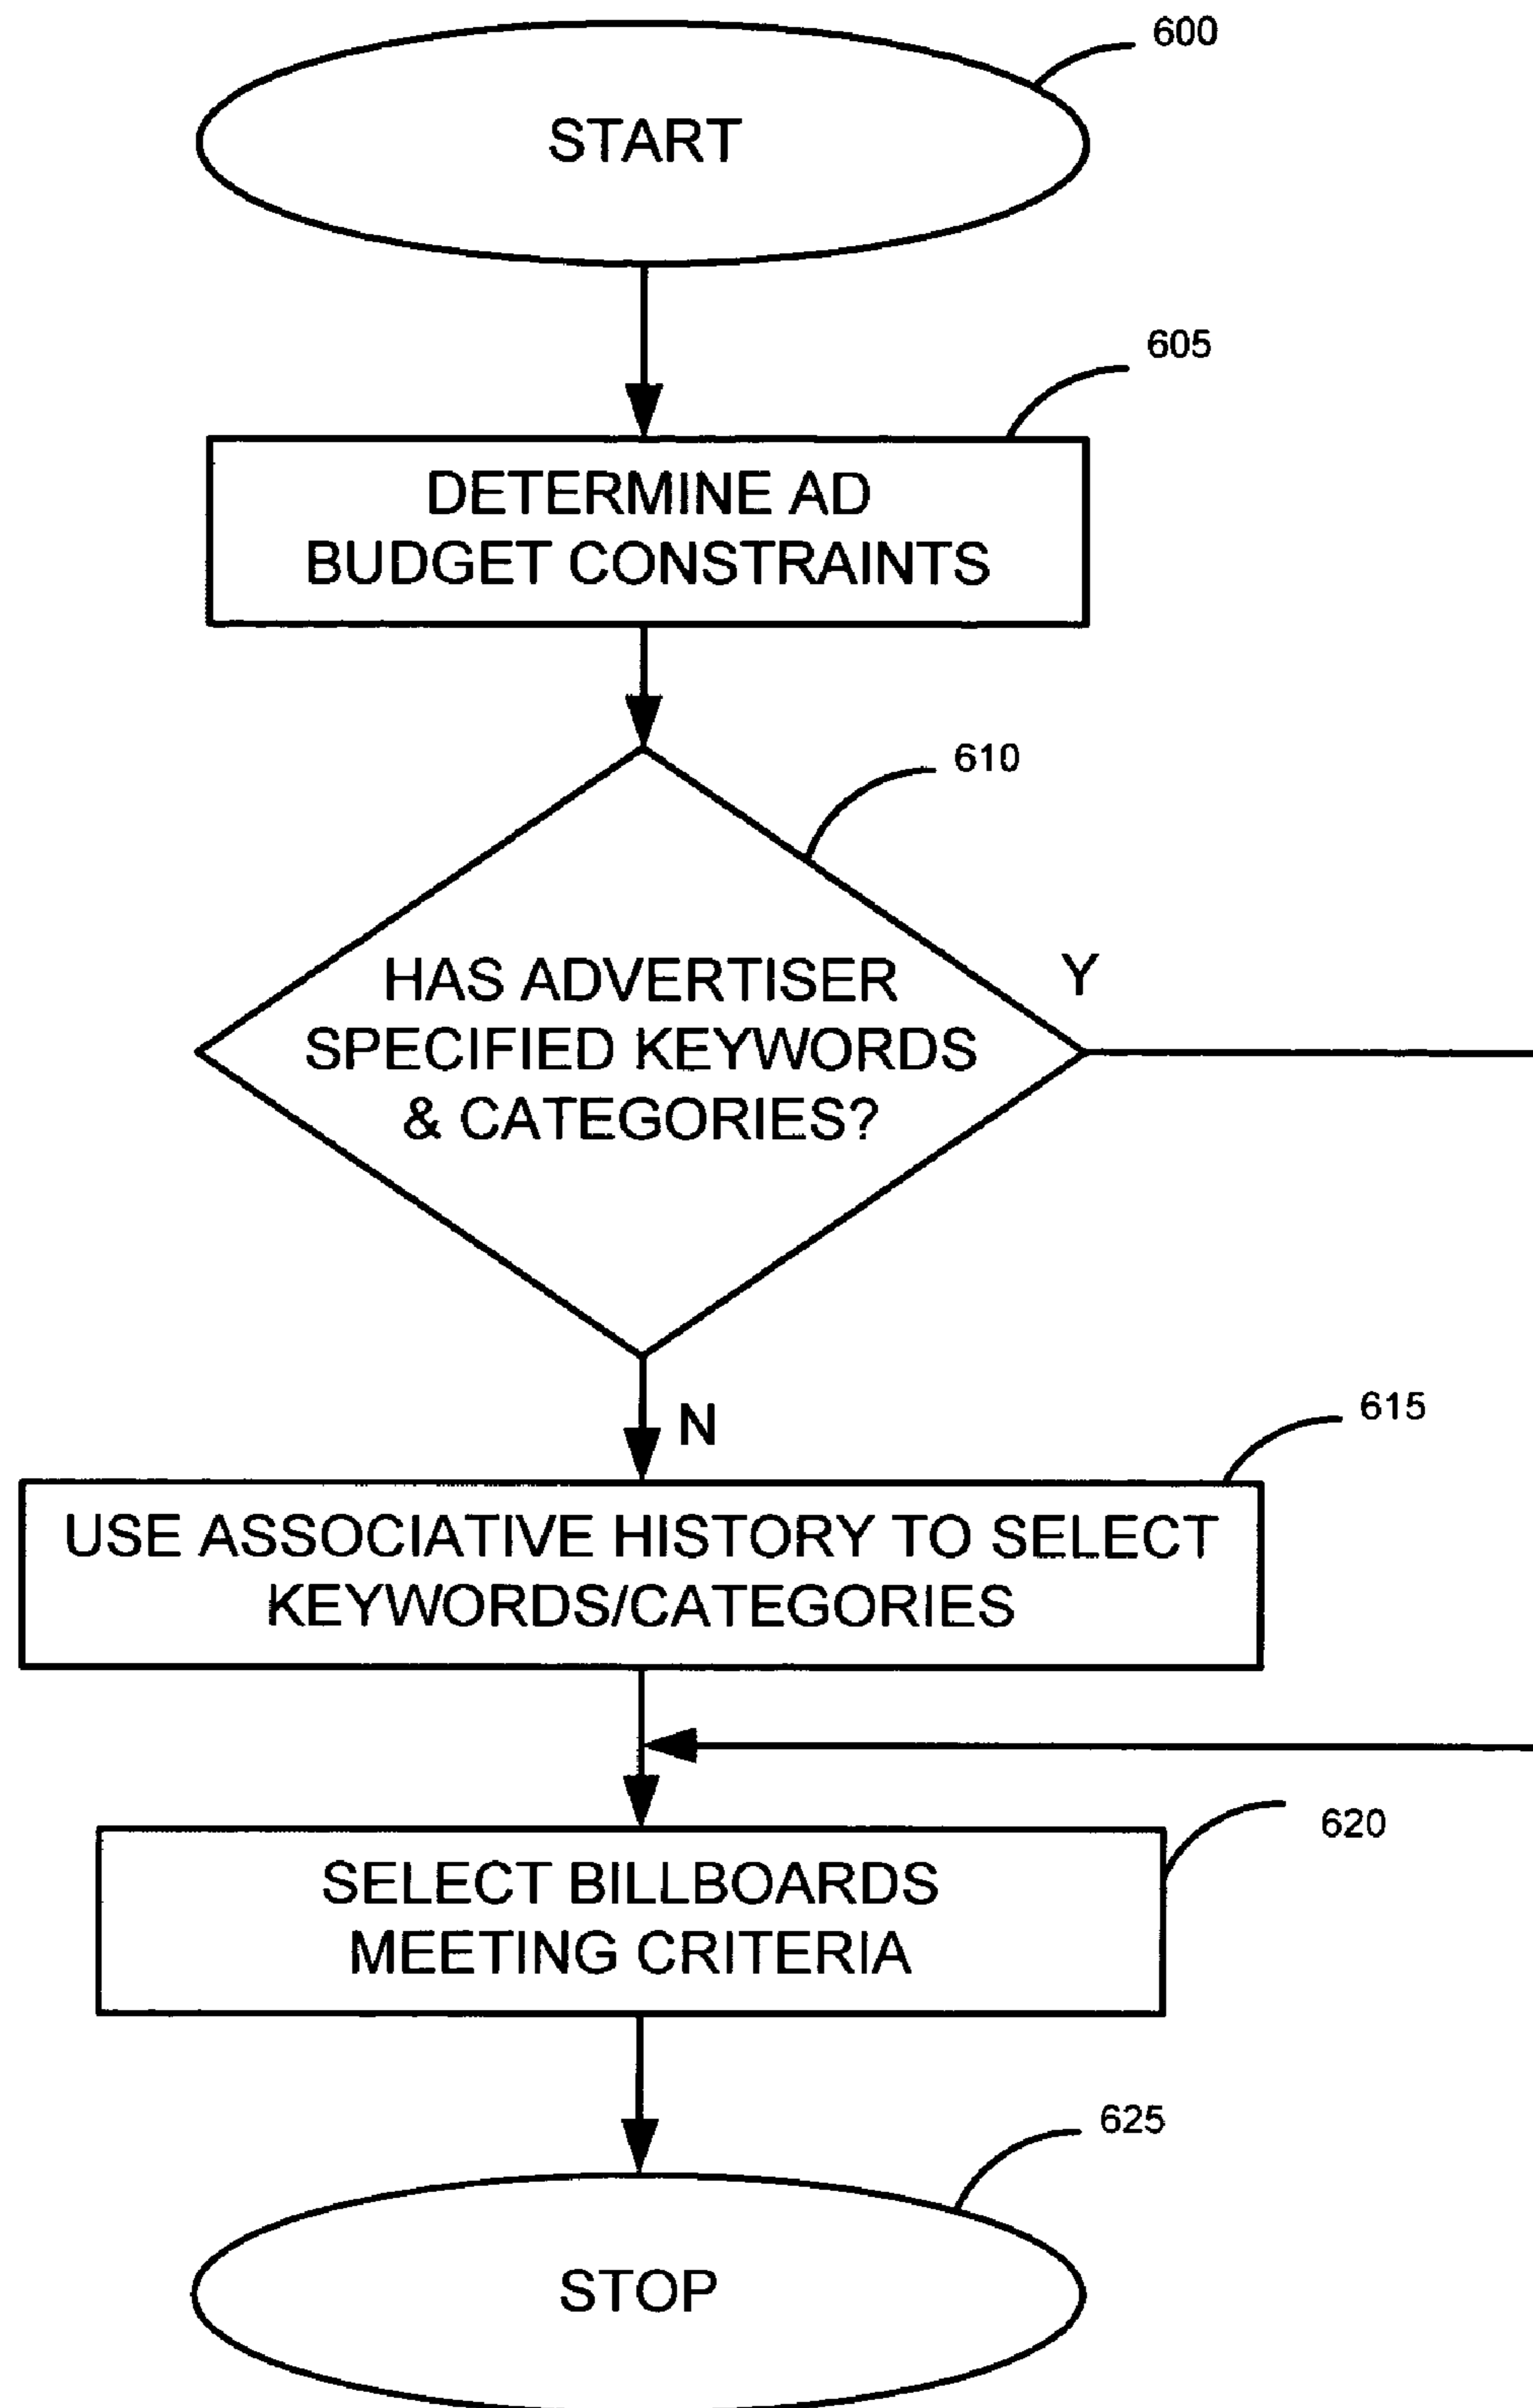 600
START
605
DETERMINE AD
BUDGET CONSTRAINTS
610
HAS ADVERTISER
SPECIFIED KEYWORDS
& CATEGORIES?
Y
N
615
USE ASSOCIATIVE HISTORY TO SELECT
KEYWORDS/CATEGORIES
620
SELECT BILLBOARDS
MEETING CRITERIA
625
STOP